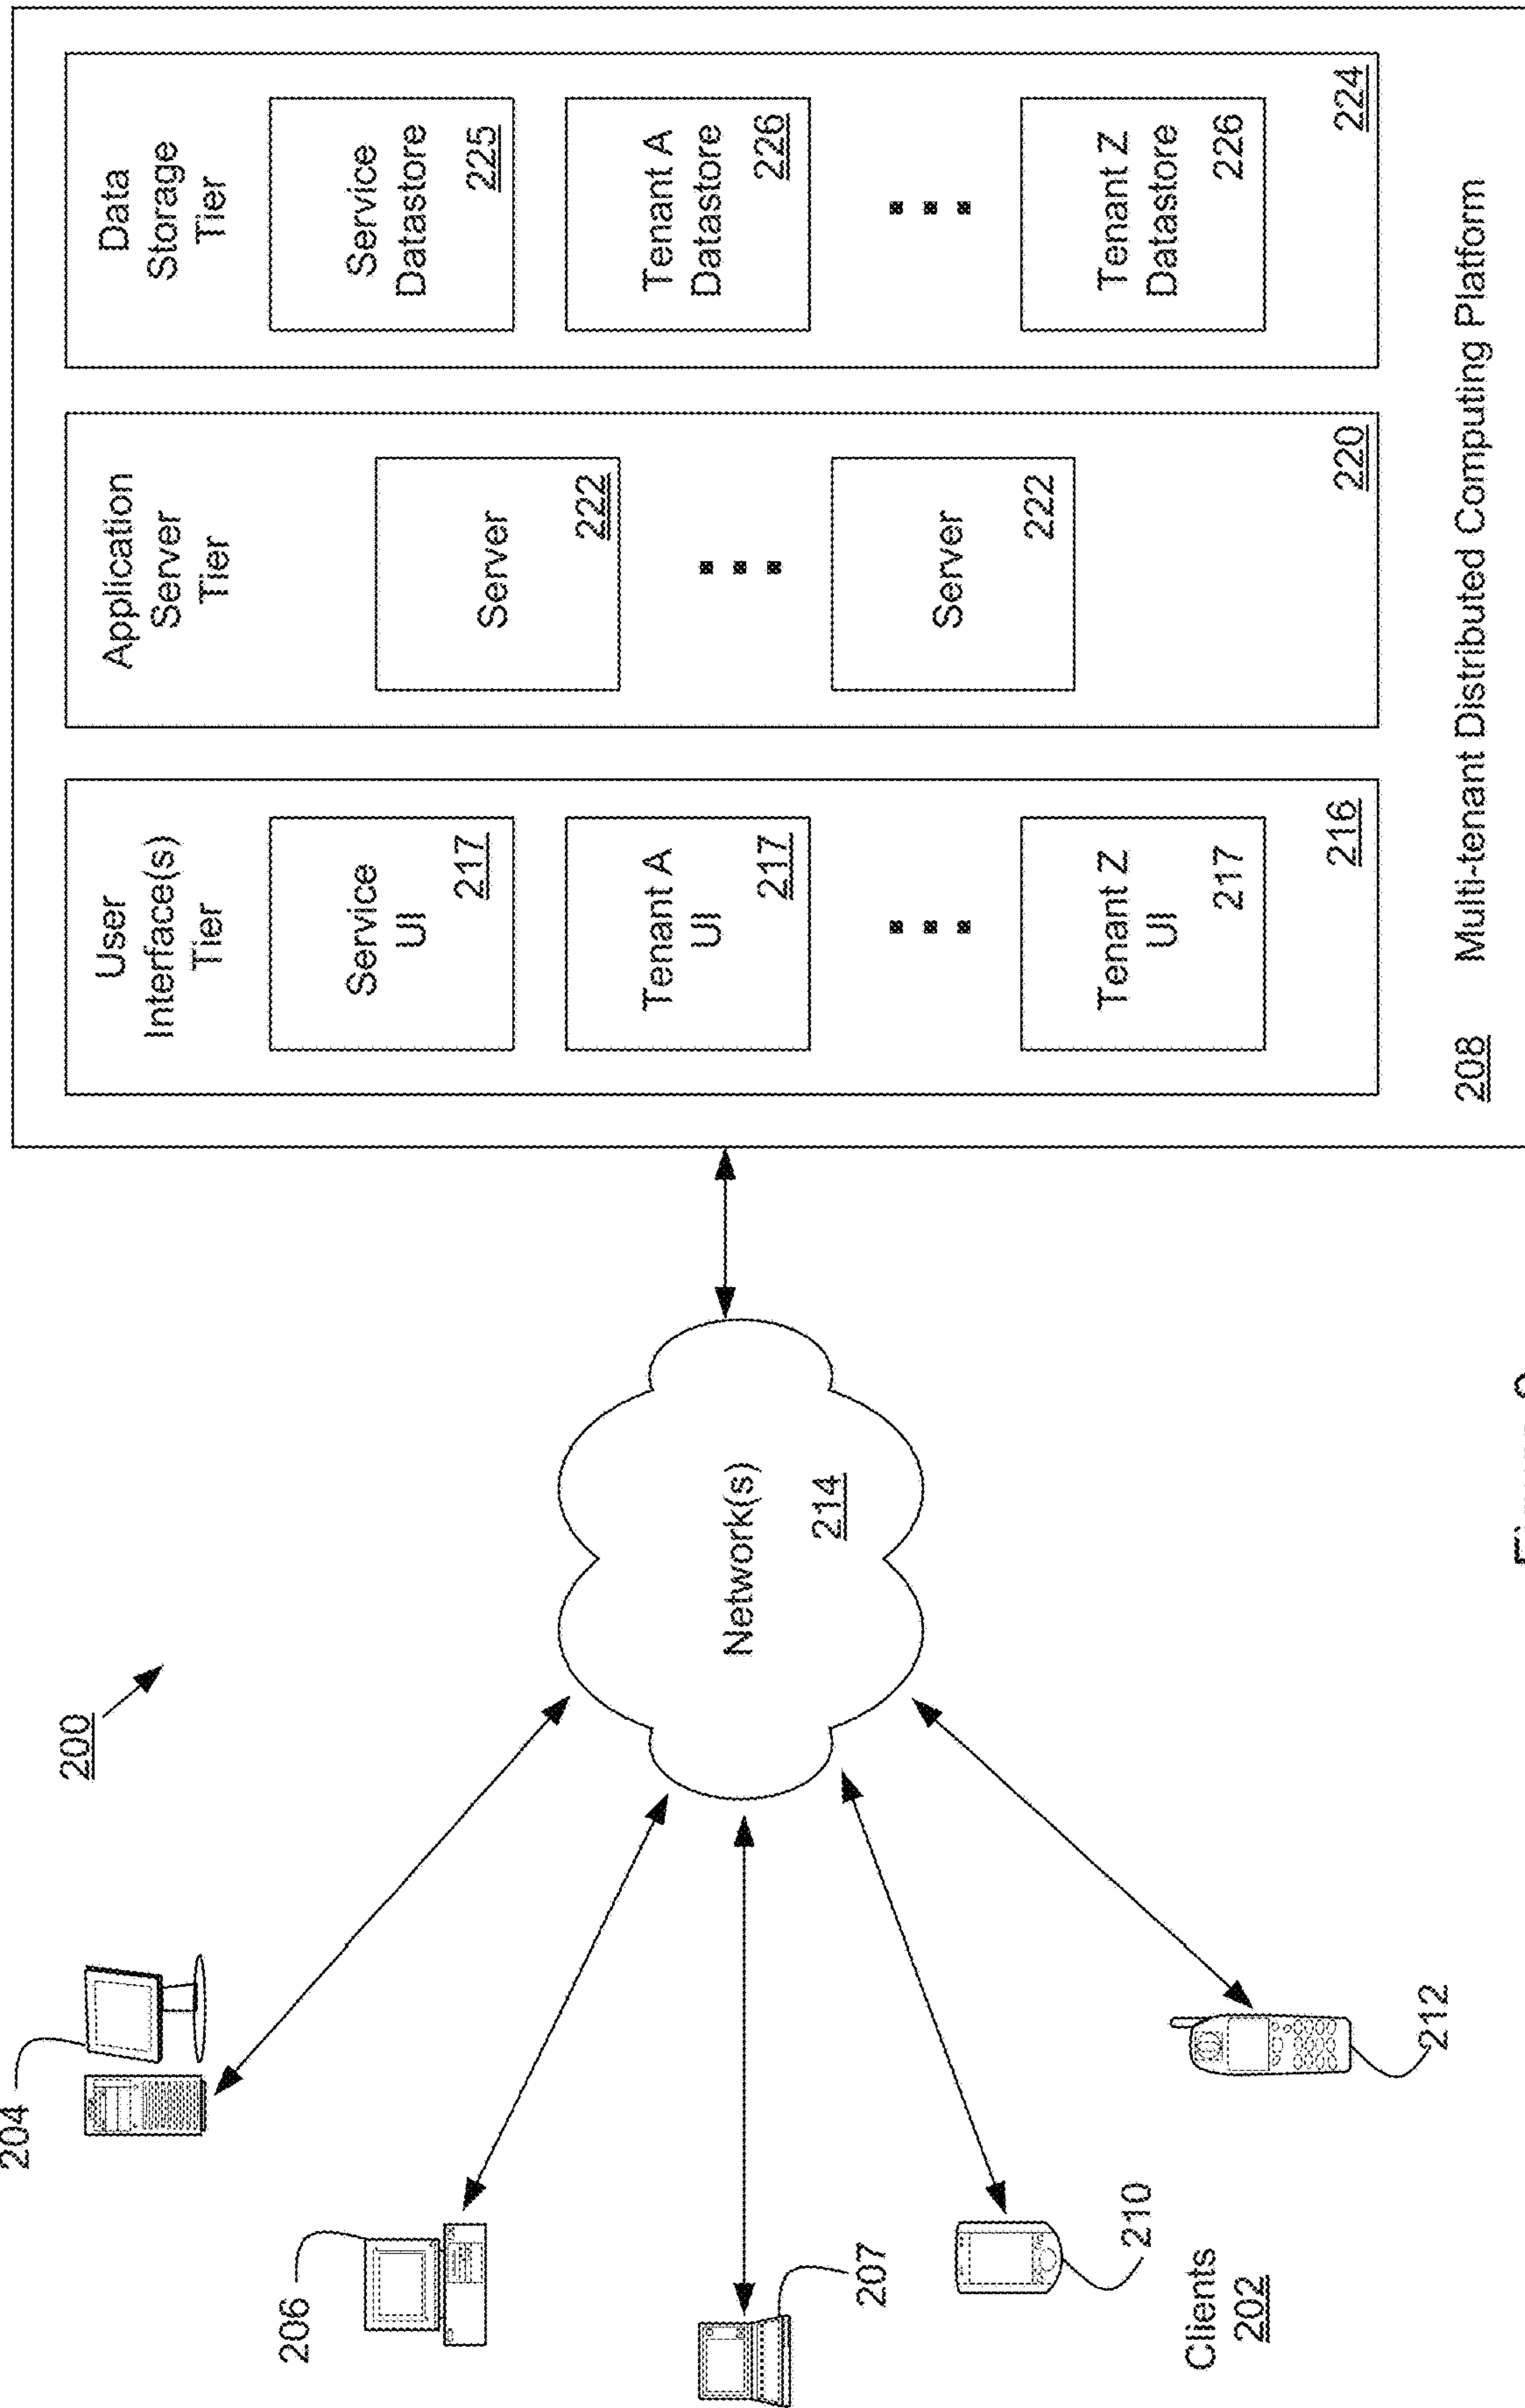 200
204
206
207
210
212
Clients
202
Network(s)
214
User
Interface(s)
Tier
Service
UI
217
Tenant A
UI
217
Tenant Z
UI
217
216
Application
Server
Tier
Server
222
Server
222
220
Data
Storage
Tier
Service
Datastore
225
Tenant A
Datastore
226
Tenant Z
Datastore
226
224
208 Multi-tenant Distributed Computing Platform